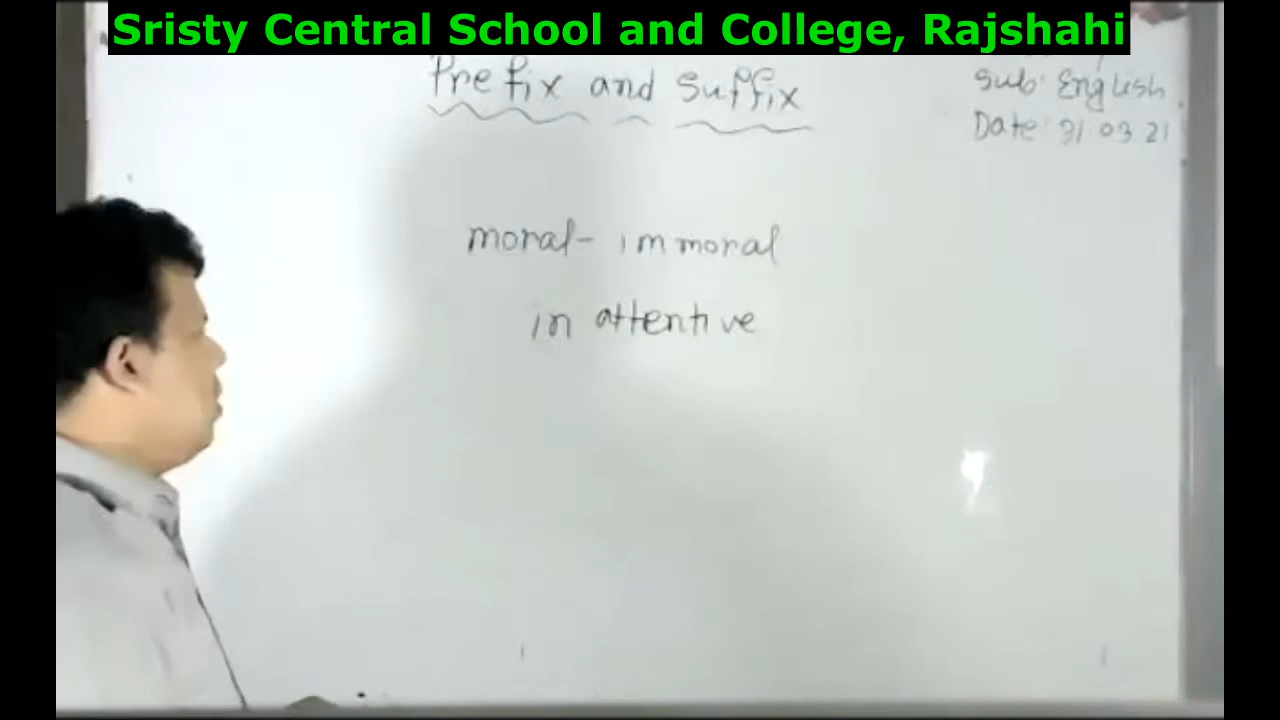 Sristy Central School and College, Rajshahi
Prefix and Suffix
Sub: English
Date: 31.03.21
moral- immoral
in attentive